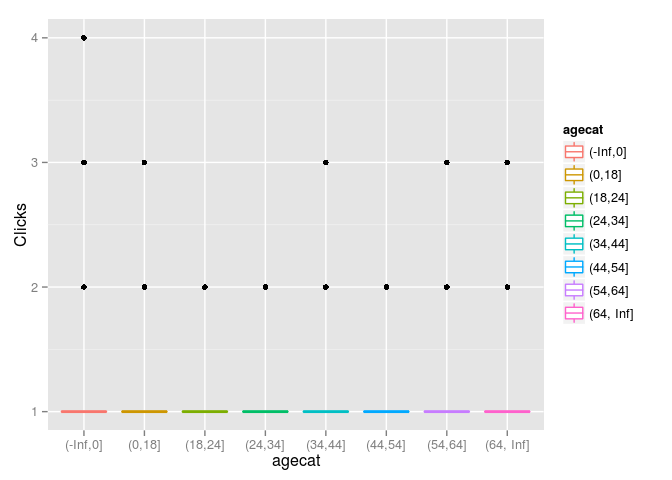 4
3
2
1
Clicks
(-Inf,0] (0,18] (18,24] (24,34] (34,44] (44,54] (54,64] (64, Inf]
agecat
agecat
(-Inf,0]
(0,18]
(18,24]
(24,34]
(34,44]
(44,54]
(54,64]
(64, Inf]